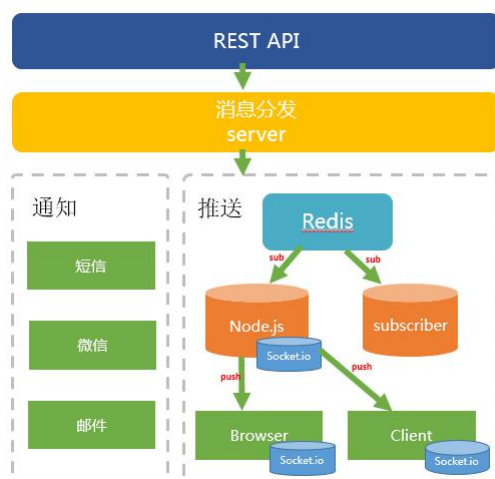 REST API
消息分发
server
通知
短信
微信
邮件
推送
Redis
sub
sub
Node.js
Socket.io
subscriber
push
push
Browser
Socket.io
Client
Socket.io